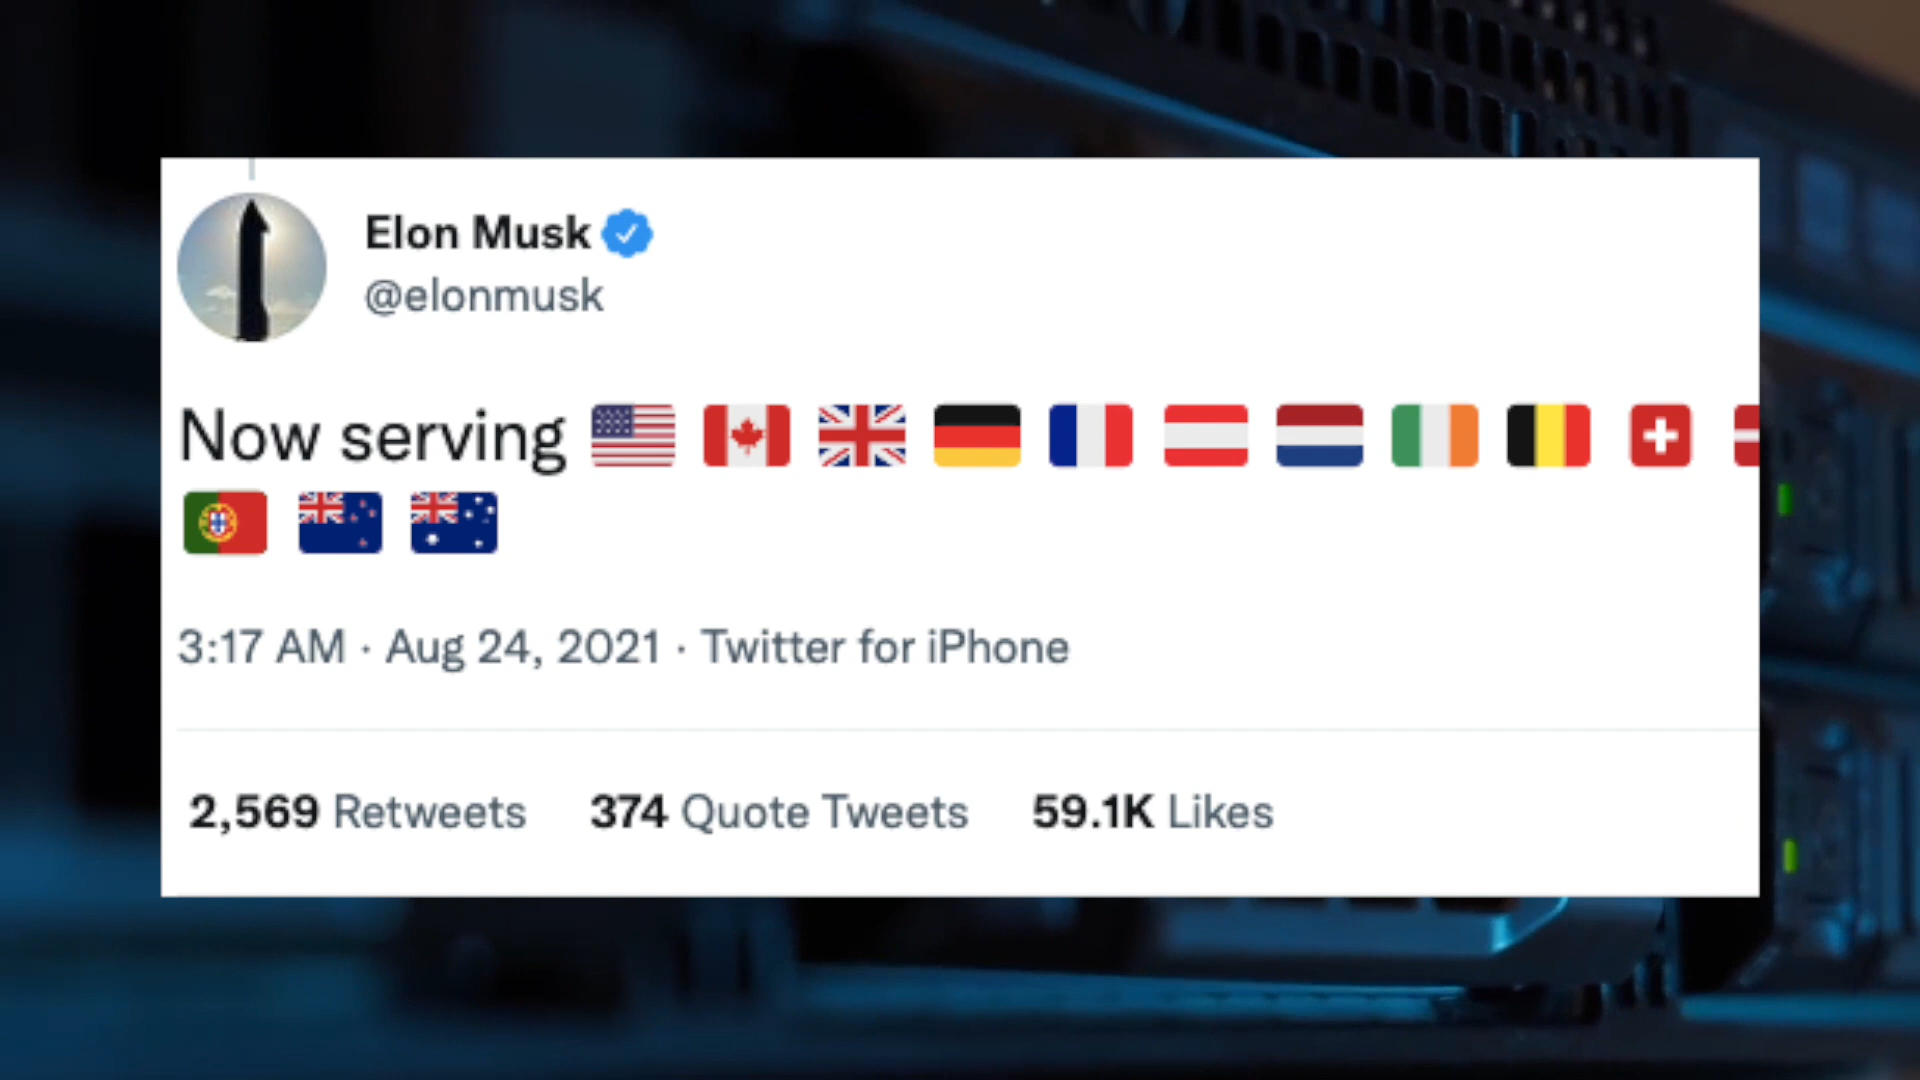 Elon Musk
@elonmusk
Now serving 🇺🇸 🇨🇦 🇬🇧 🇩🇪 🇫🇷 🇦🇹 🇳🇱 🇮🇪 🇧🇪 🇨🇭 🇩🇰
🇵🇹 🇳🇿 🇦🇺
3:17 AM · Aug 24, 2021 · Twitter for iPhone
2,569 Retweets 374 Quote Tweets 59.1K Likes